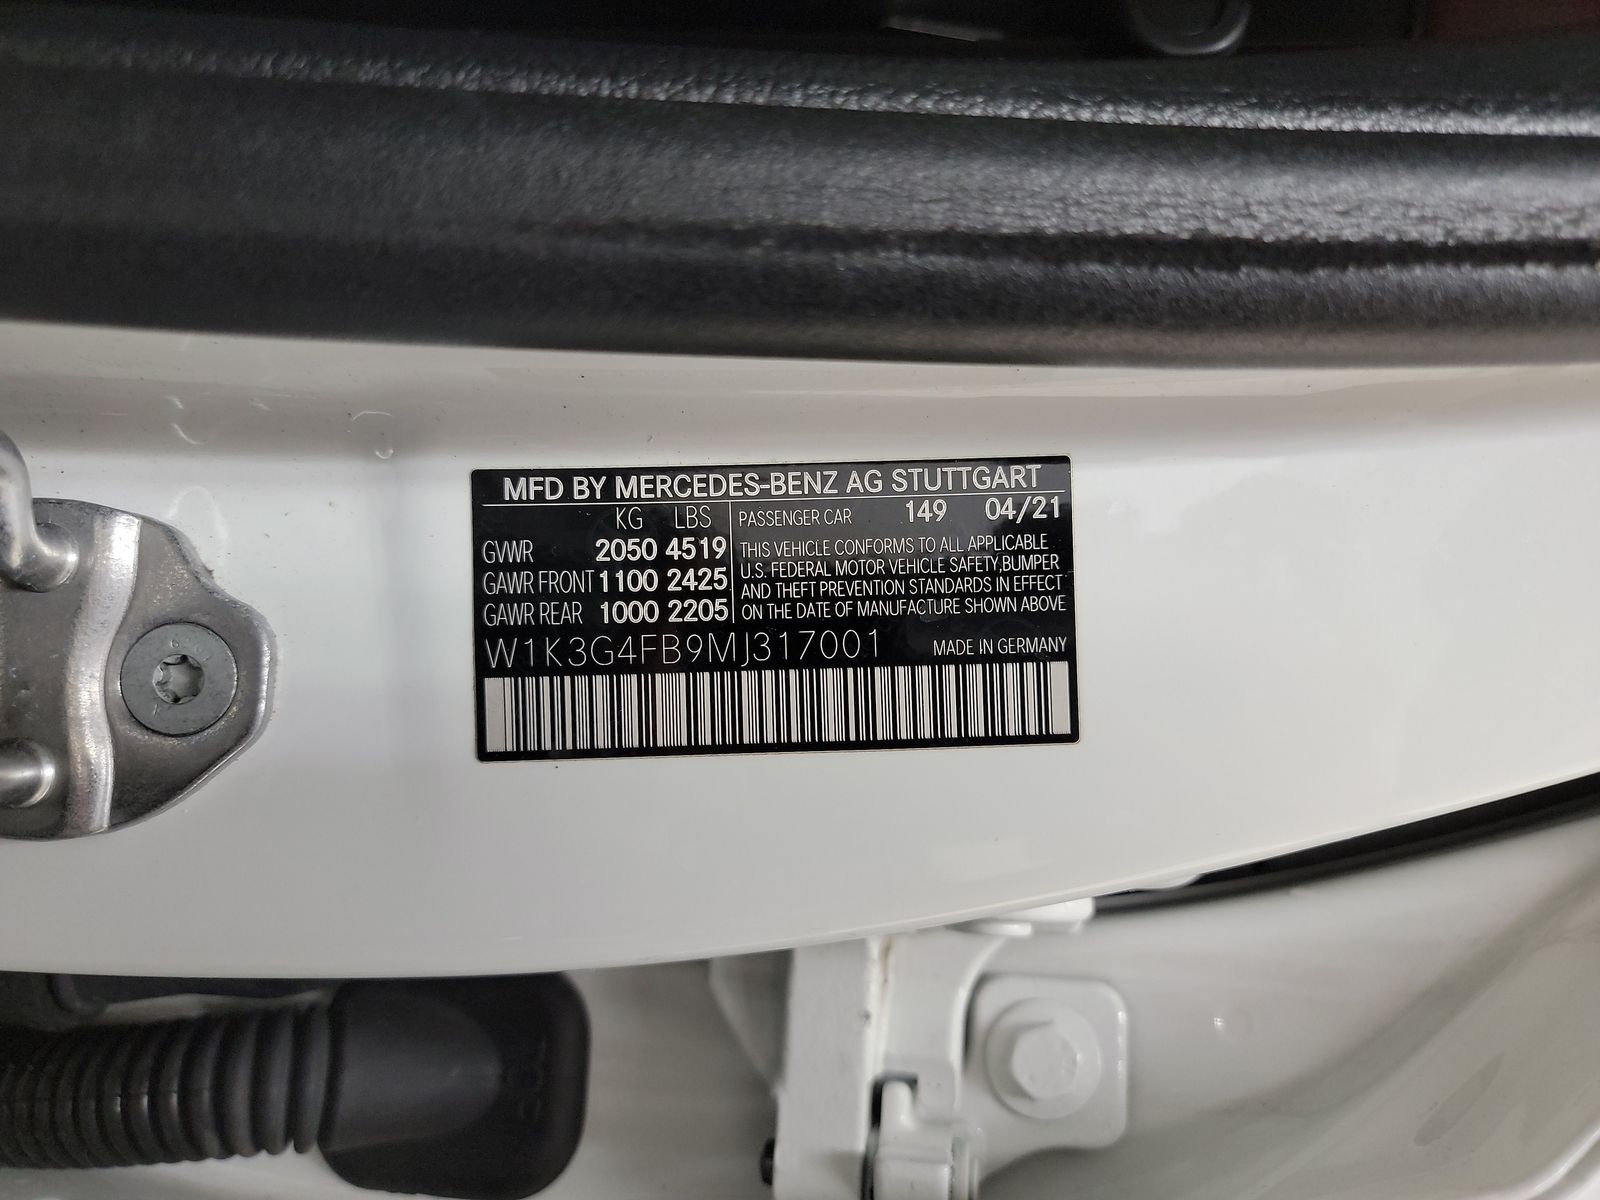 MFD BY MERCEDES-BENZ AG STUTTGART
KG LBS
GVWR 2050 4519
GAWR FRONT 1100 2425
GAWR REAR 1000 2205
PASSENGER CAR 149 04/21
THIS VEHICLE CONFORMS TO ALL APPLICABLE
U.S. FEDERAL MOTOR VEHICLE SAFETY,BUMPER
AND THEFT PREVENTION STANDARDS IN EFFECT
ON THE DATE OF MANUFACTURE SHOWN ABOVE
W1K3G4FB9MJ317001 MADE IN GERMANY